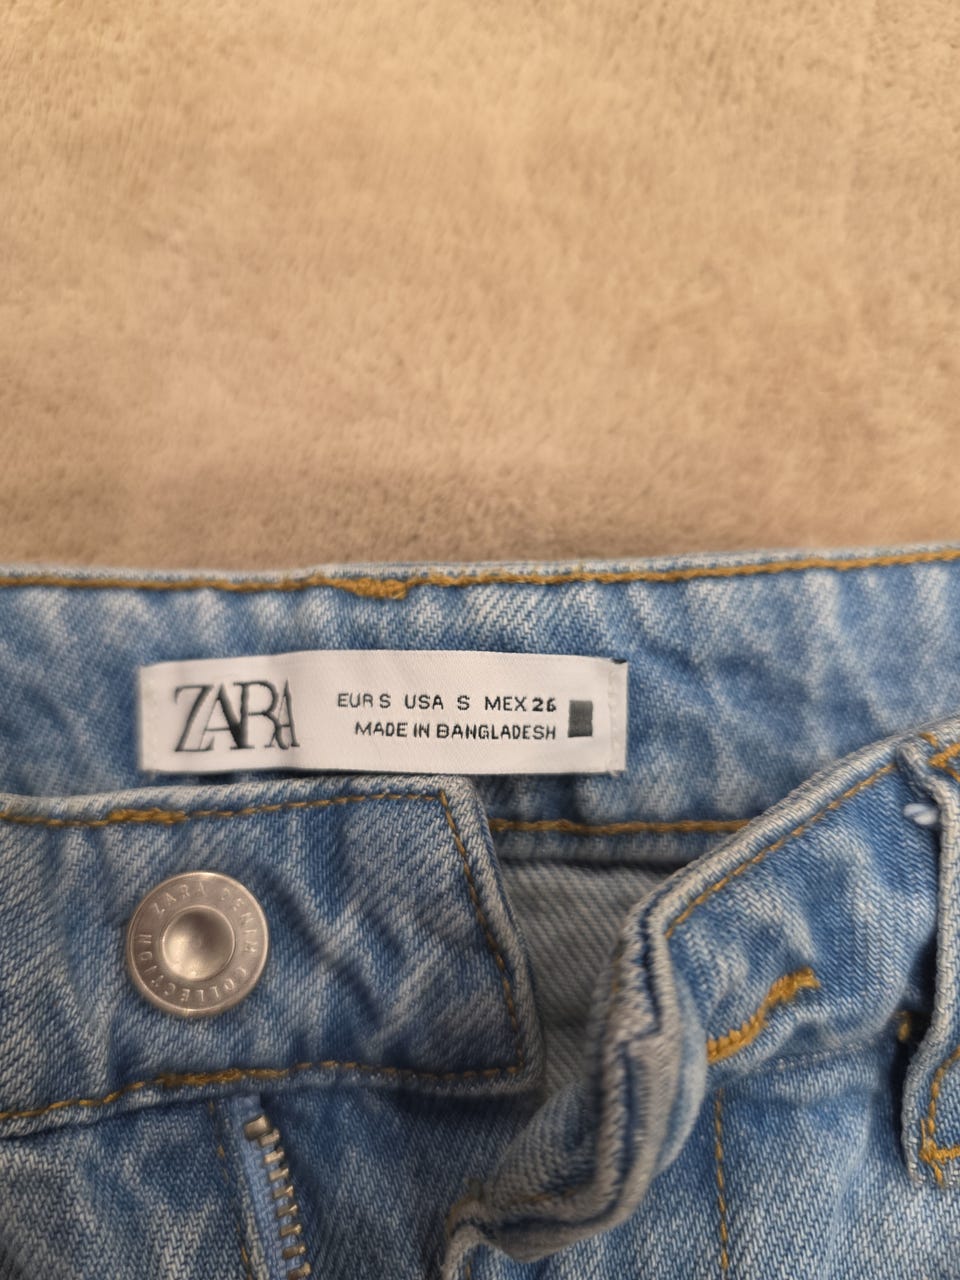 ZARA
EUR S USA S MEX 26
MADE IN BANGLADESH
ZARA DENIM COLLECTION